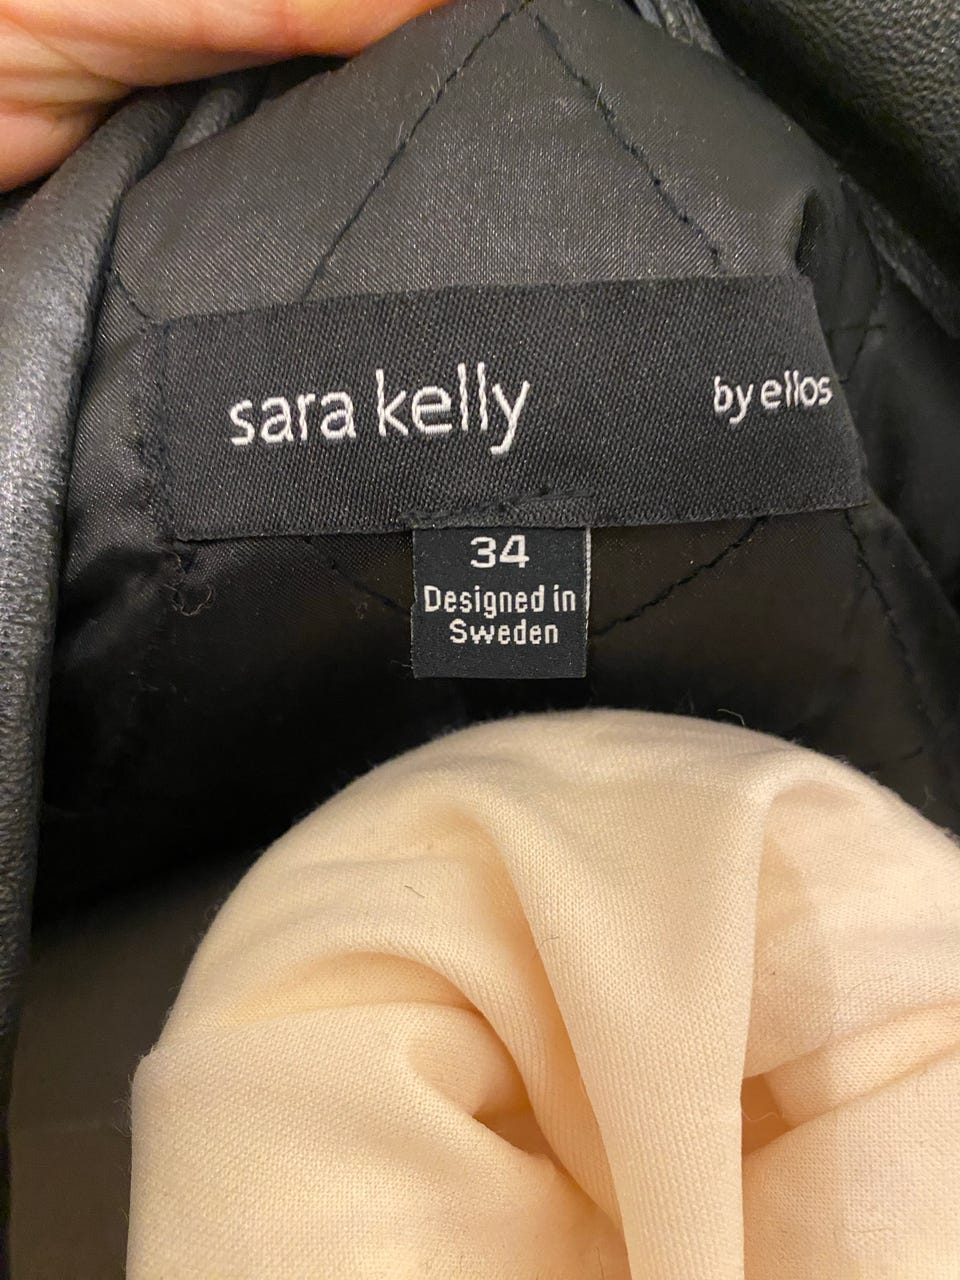 sara kelly by ellos
34
Designed in
Sweden